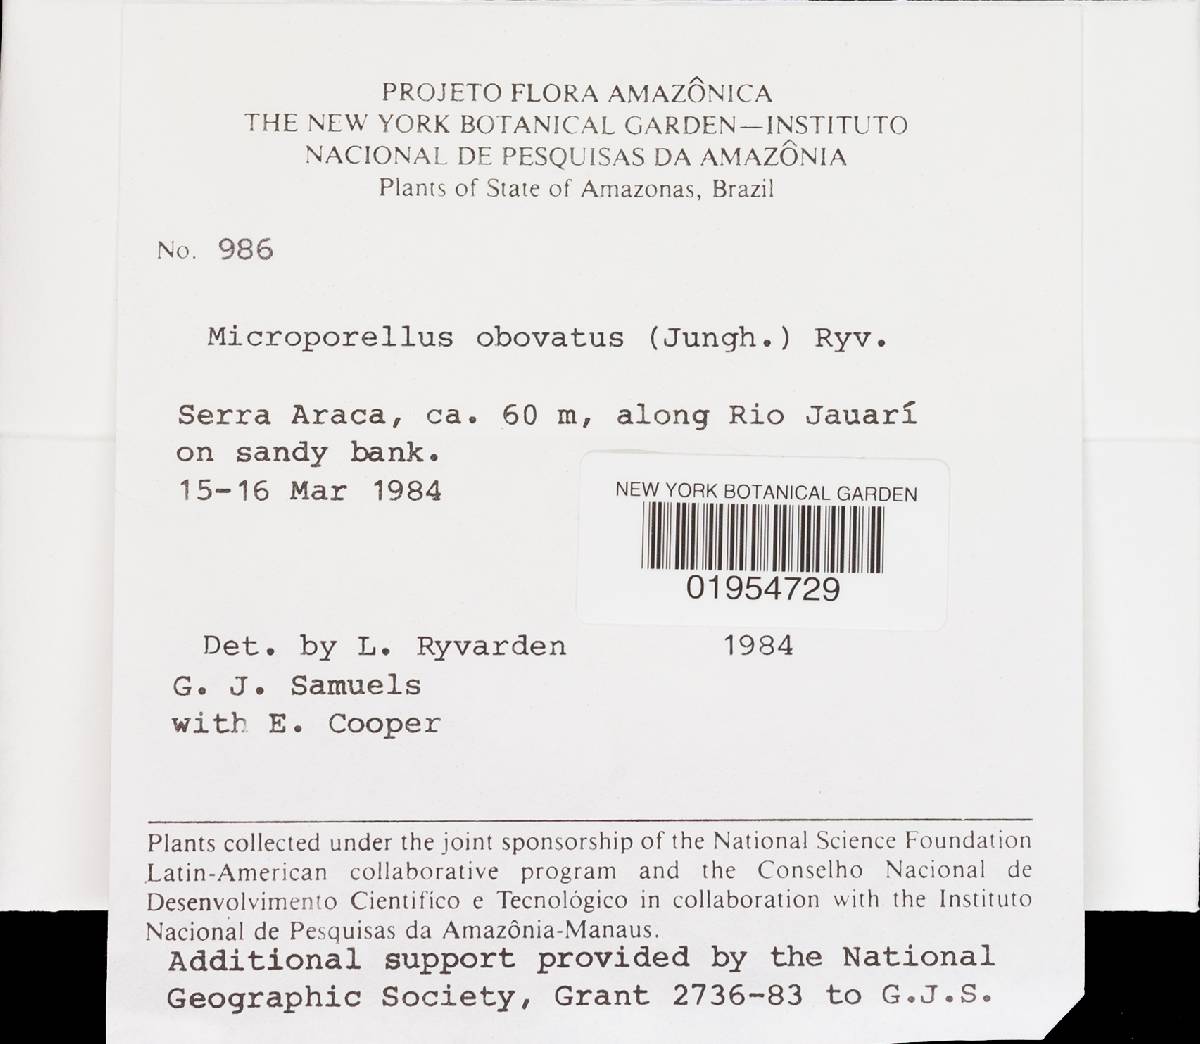 PROJETO FLORA AMAZÔNICA
THE NEW YORK BOTANICAL GARDEN—INSTITUTO
NACIONAL DE PESQUISAS DA AMAZÔNIA
Plants of State of Amazonas, Brazil
No. 986
Microporellus obovatus (Jungh.) Ryv.
Serra Araca, ca. 60 m, along Rio Jauarí
on sandy bank.
15-16 Mar 1984
NEW YORK BOTANICAL GARDEN
01954729
Det. by L. Ryvarden 1984
G. J. Samuels
with E. Cooper
Plants collected under the joint sponsorship of the National Science Foundation
Latin-American collaborative program and the Conselho Nacional de
Desenvolvimento Cientifíco e Tecnológico in collaboration with the Instituto
Nacional de Pesquisas da Amazônia-Manaus.
Additional support provided by the National
Geographic Society, Grant 2736-83 to G.J.S.